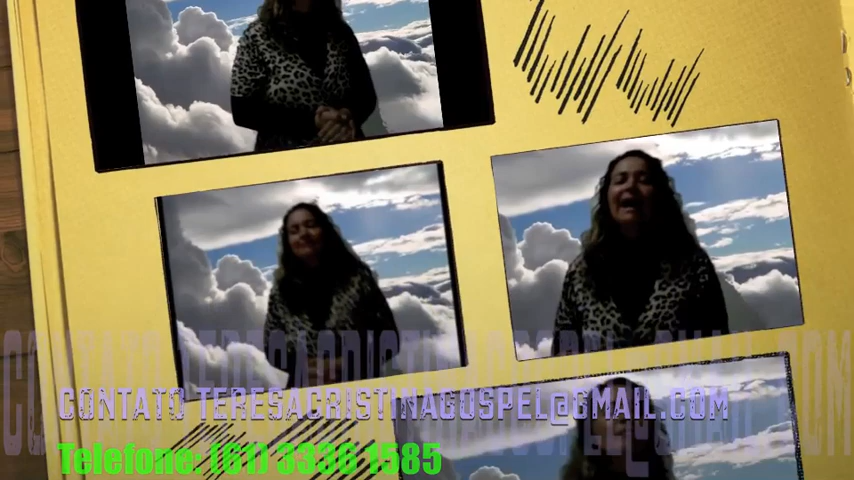 CONTATO TERESACRISTINAGOSPEL@GMAIL.COM
Telefone: (61) 3336 1585